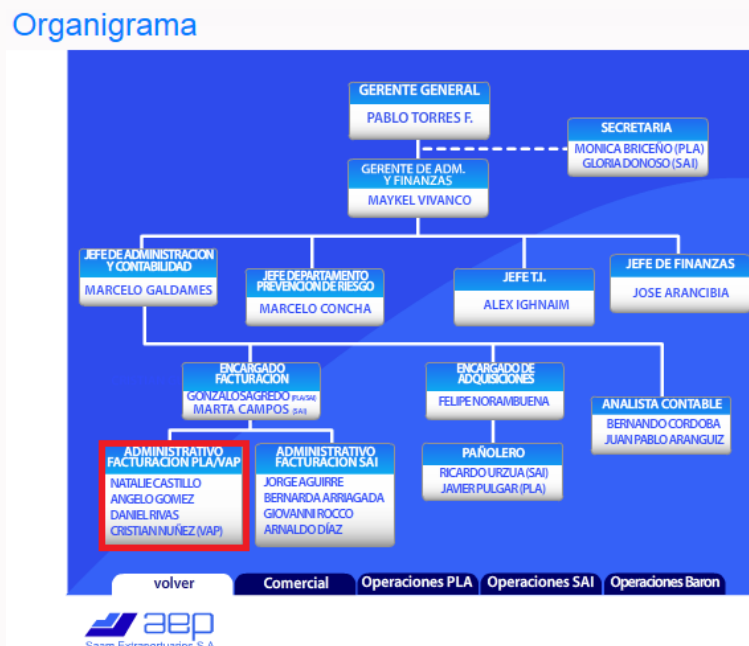 Organigrama
GERENTE GENERAL
PABLO TORRES F.
SECRETARIA
MONICA BRICEÑO (PLA)
GLORIA DONOSO (SAI)
GERENTE DE ADM.
Y FINANZAS
MAYKEL VIVANCO
JEFE DE ADMINISTRACION
Y CONTABILIDAD
MARCELO GALDAMES
JEFE DEPARTAMENTO
PREVENCION DE RIESGO
MARCELO CONCHA
JEFE T.I.
ALEX IGHNAIM
JEFE DE FINANZAS
JOSE ARANCIBIA
ENCARGADO
FACTURACION
GONZALO SAGREDO (PLA/SAI)
MARTA CAMPOS (SAI)
ENCARGADO DE
ADQUISICIONES
FELIPE NORAMBUENA
ANALISTA CONTABLE
BERNANDO CORDOBA
JUAN PABLO ARANGUIZ
ADMINISTRATIVO
FACTURACION PLA/VAP
NATALIE CASTILLO
ANGELO GOMEZ
DANIEL RIVAS
CRISTIAN NUÑEZ (VAP)
ADMINISTRATIVO
FACTURACION SAI
JORGE AGUIRRE
BERNARDA ARRIAGADA
GIOVANNI ROCCO
ARNALDO DÍAZ
PAÑOLERO
RICARDO URZUA (SAI)
JAVIER PULGAR (PLA)
volver Comercial Operaciones PLA Operaciones SAI Operaciones Baron
aep
Saam Extraportuarios S.A.